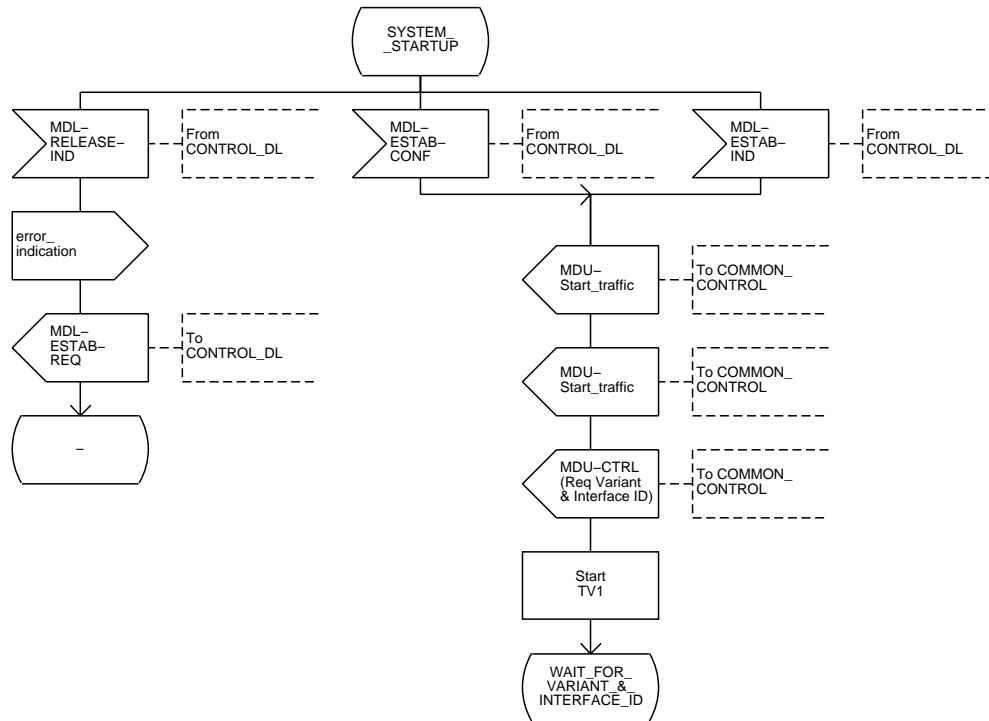 SYSTEM_
_STARTUP
MDL–
RELEASE–
IND
From
CONTROL_DL
MDL–
ESTAB–
CONF
From
CONTROL_DL
MDL–
ESTAB–
IND
From
CONTROL_DL
error_
indication
MDL–
ESTAB–
REQ
To
CONTROL_DL
–
MDU–
Start_traffic
To COMMON_
CONTROL
MDU–
Start_traffic
To COMMON_
CONTROL
MDU–CTRL
(Req Variant
& Interface ID)
To COMMON_
CONTROL
Start
TV1
WAIT_FOR_
VARIANT_&_
INTERFACE_ID